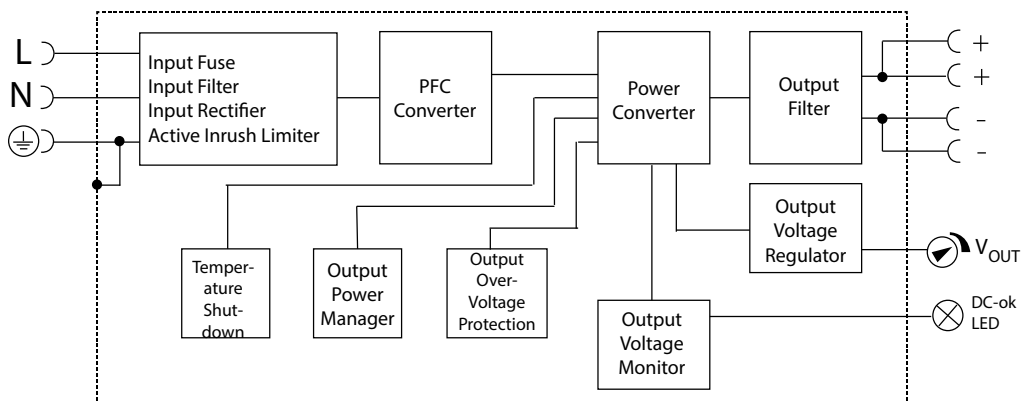 L
N
Input Fuse
Input Filter
Input Rectifier
Active Inrush Limiter
PFC
Converter
Power
Converter
Output
Filter
+
+
–
–
Output
Voltage
Regulator
VOUT
Temper-
ature
Shut-
down
Output
Power
Manager
Output
Over-
Voltage
Protection
Output
Voltage
Monitor
DC-ok
LED